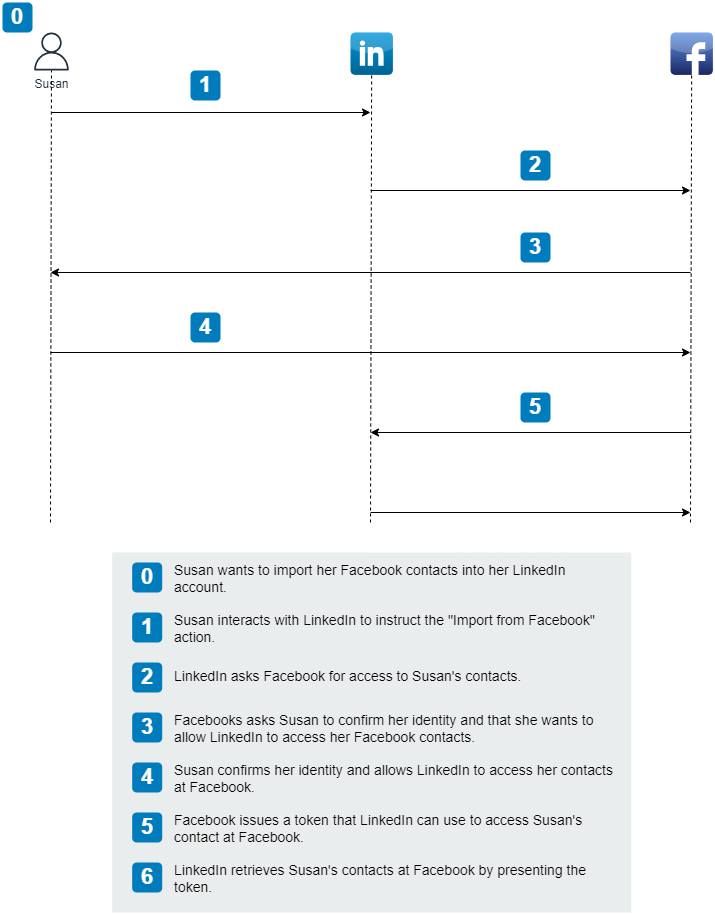 0
Susan
in
f
1
2
3
4
5
0 Susan wants to import her Facebook contacts into her LinkedIn
account.
1 Susan interacts with LinkedIn to instruct the "Import from Facebook"
action.
2 LinkedIn asks Facebook for access to Susan's contacts.
3 Facebooks asks Susan to confirm her identity and that she wants to
allow LinkedIn to access her Facebook contacts.
4 Susan confirms her identity and allows LinkedIn to access her contacts
at Facebook.
5 Facebook issues a token that LinkedIn can use to access Susan's
contact at Facebook.
6 LinkedIn retrieves Susan's contacts at Facebook by presenting the
token.